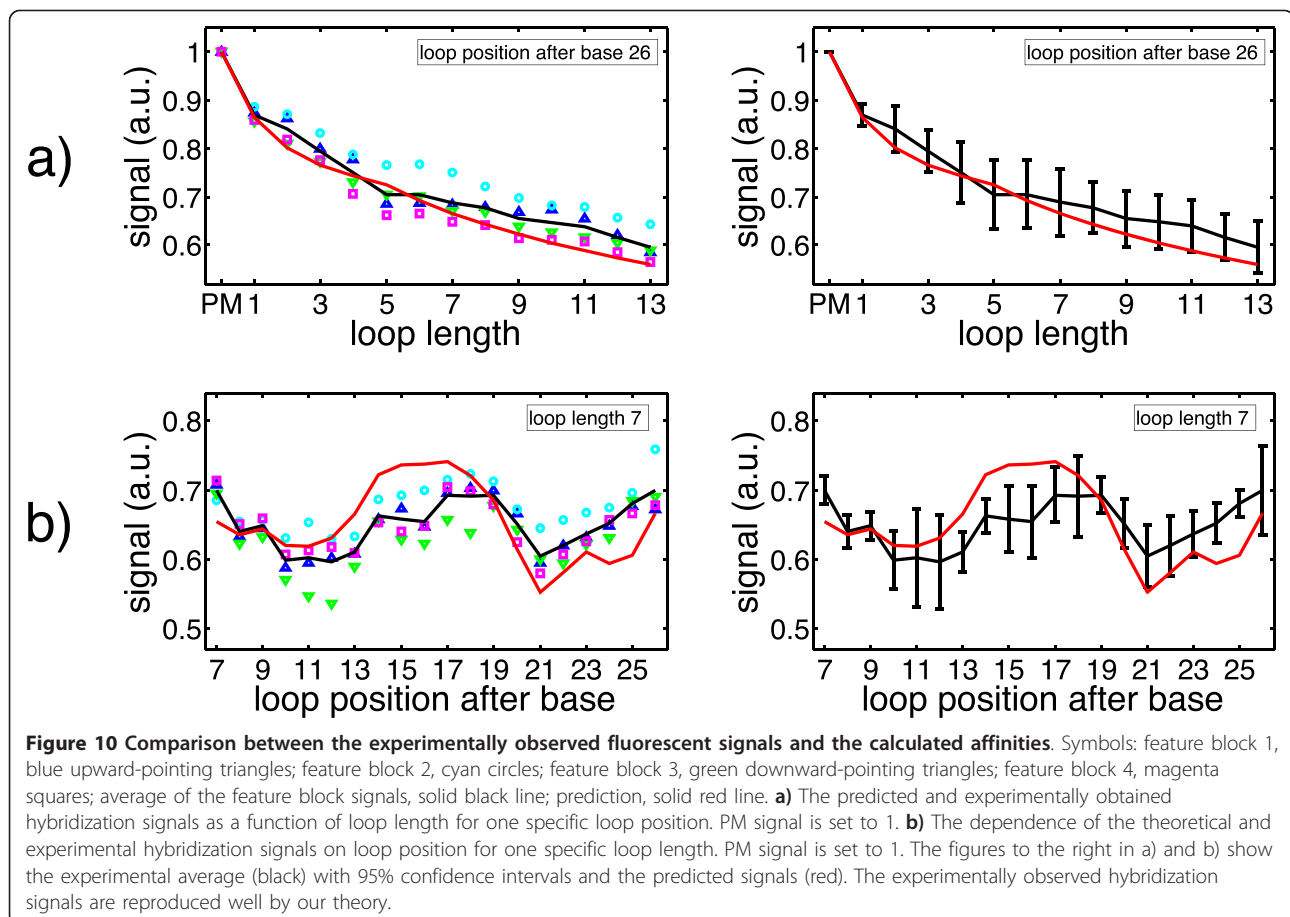 a)
loop position after base 26
signal (a.u.)
1
0.9
0.8
0.7
0.6
PM 1 3 5 7 9 11 13
loop length
loop position after base 26
signal (a.u.)
1
0.9
0.8
0.7
0.6
PM 1 3 5 7 9 11 13
loop length
b)
loop length 7
signal (a.u.)
0.8
0.7
0.6
0.5
7 9 11 13 15 17 19 21 23 25
loop position after base
loop length 7
signal (a.u.)
0.8
0.7
0.6
0.5
7 9 11 13 15 17 19 21 23 25
loop position after base
Figure 10 Comparison between the experimentally observed fluorescent signals and the calculated affinities. Symbols: feature block 1,
blue upward-pointing triangles; feature block 2, cyan circles; feature block 3, green downward-pointing triangles; feature block 4, magenta
squares; average of the feature block signals, solid black line; prediction, solid red line. a) The predicted and experimentally obtained
hybridization signals as a function of loop length for one specific loop position. PM signal is set to 1. b) The dependence of the theoretical and
experimental hybridization signals on loop position for one specific loop length. PM signal is set to 1. The figures to the right in a) and b) show
the experimental average (black) with 95% confidence intervals and the predicted signals (red). The experimentally observed hybridization
signals are reproduced well by our theory.